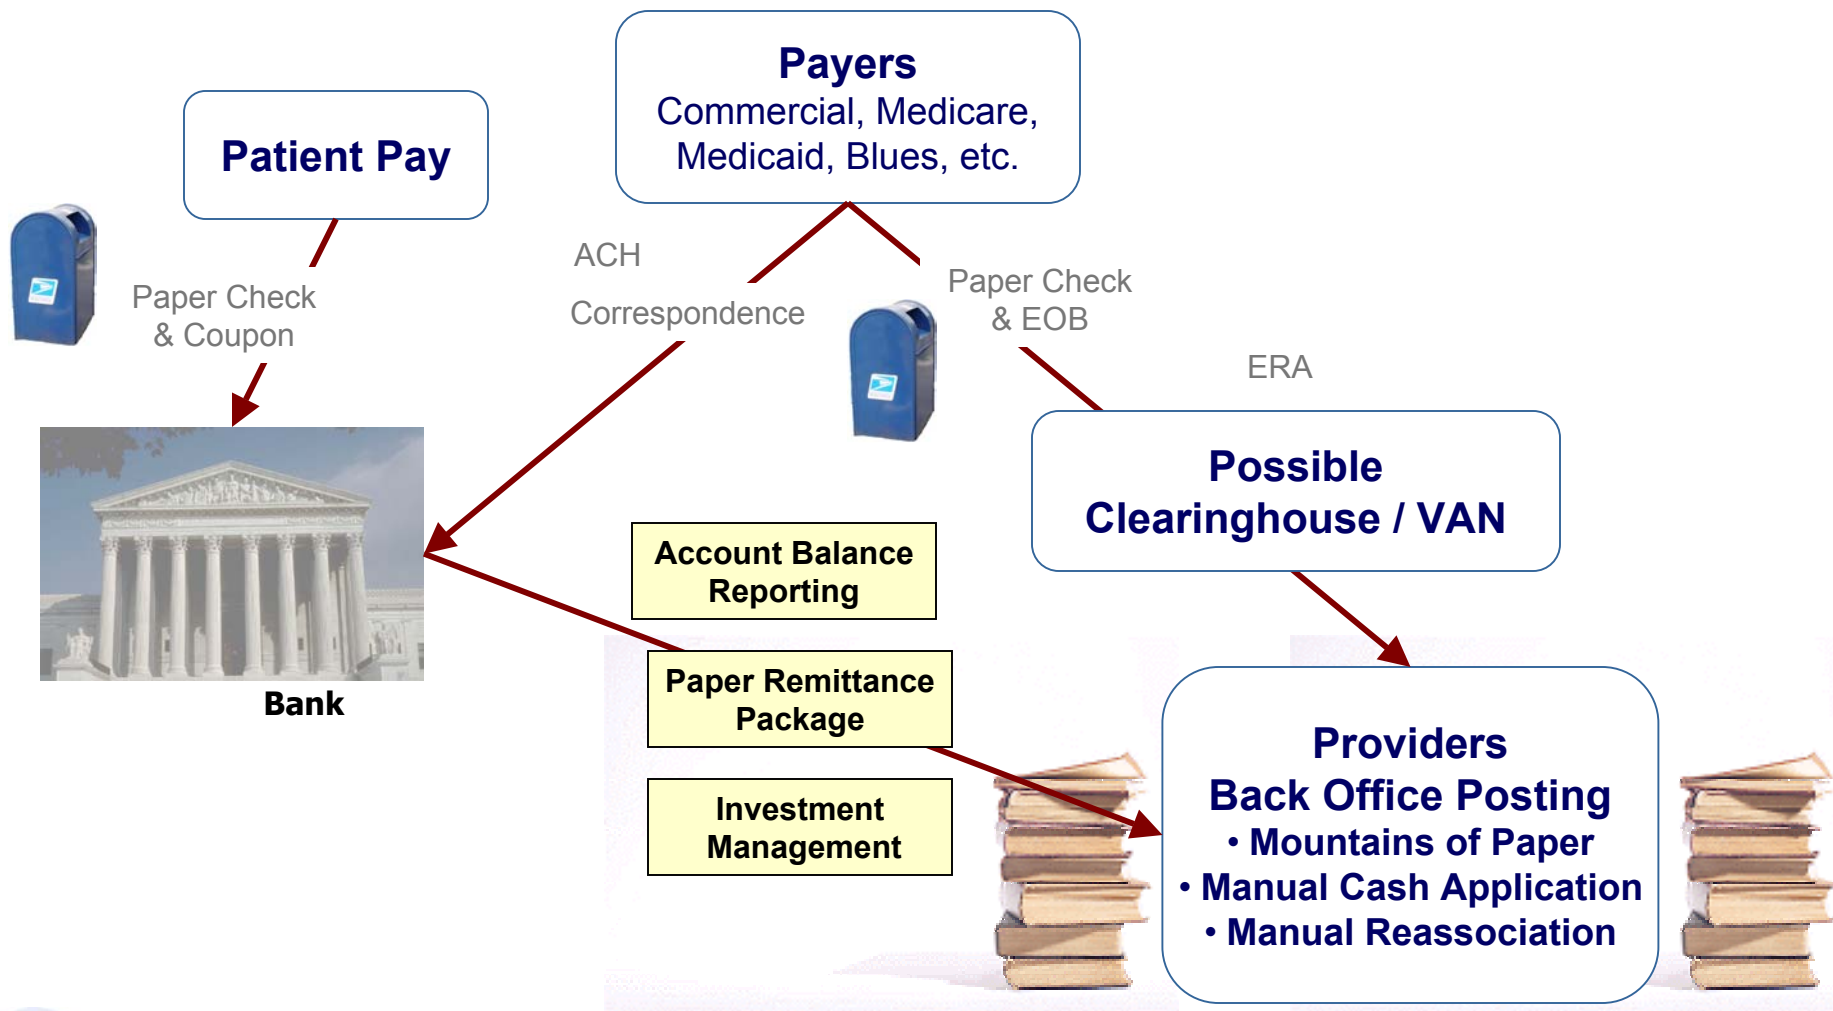 Payers
Commercial, Medicare,
Medicaid, Blues, etc.
Patient Pay
ACH
Correspondence
Paper Check
& EOB
Paper Check
& Coupon
ERA
Possible
Clearinghouse / VAN
Account Balance
Reporting
Paper Remittance
Package
Investment
Management
Bank
Providers
Back Office Posting
• Mountains of Paper
• Manual Cash Application
• Manual Reassociation